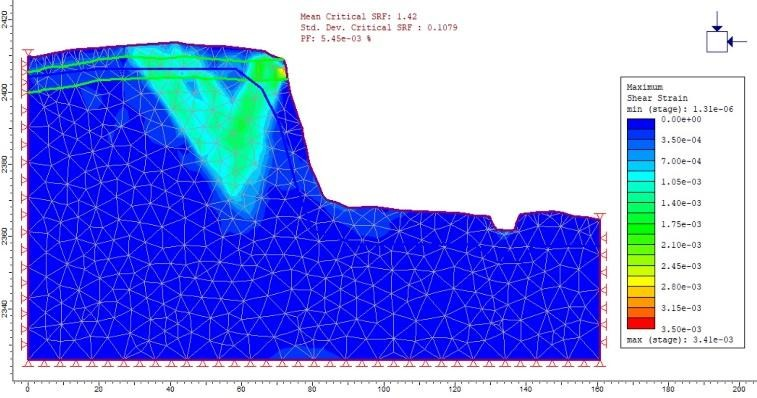 Mean Critical SRF: 1.42
Std. Dev. Critical SRF : 0.1079
PF: 5.45e-03 %
Maximum
Shear Strain
min (stage): 1.31e-06
0.00e+00
3.50e-04
7.00e-04
1.05e-03
1.40e-03
1.75e-03
2.10e-03
2.45e-03
2.80e-03
3.15e-03
3.50e-03
max (stage): 3.41e-03
2420
2400
2380
2360
2340
0 20 40 60 80 100 120 140 160 180 200